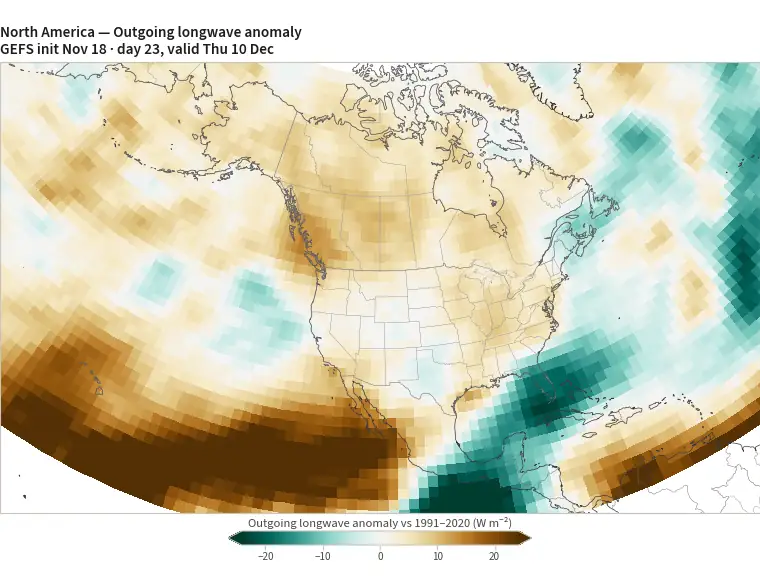 North America — Outgoing longwave anomaly
GEFS init Nov 18 · day 23, valid Thu 10 Dec
Outgoing longwave anomaly vs 1991–2020 (W m⁻²)
−20 −10 0 10 20